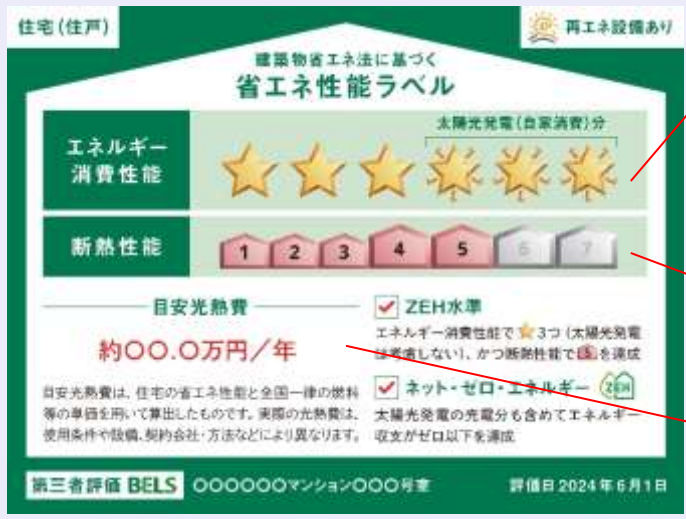 住宅(住戸)
再エネ設備あり
建築物省エネ法に基づく
省エネ性能ラベル
太陽光発電(自家消費)分
エネルギー
消費性能
断熱性能
1 2 3 4 5 6 7
目安光熱費
約〇〇.〇万円/年
目安光熱費は、住宅の省エネ性能と全国一律の燃料
等の単価を用いて算出したものです。実際の光熱費は、
使用条件や設備、契約会社・方法などにより異なります。
ZEH水準
エネルギー消費性能で★3つ(太陽光発電
は考慮しない)、かつ断熱性能で5を達成
ネット・ゼロ・エネルギー ZEH
太陽光発電の売電分も含めてエネルギー
収支がゼロ以下を達成
第三者評価 BELS 〇〇〇〇〇〇マンション〇〇〇号室
評価日 2024年6月1日